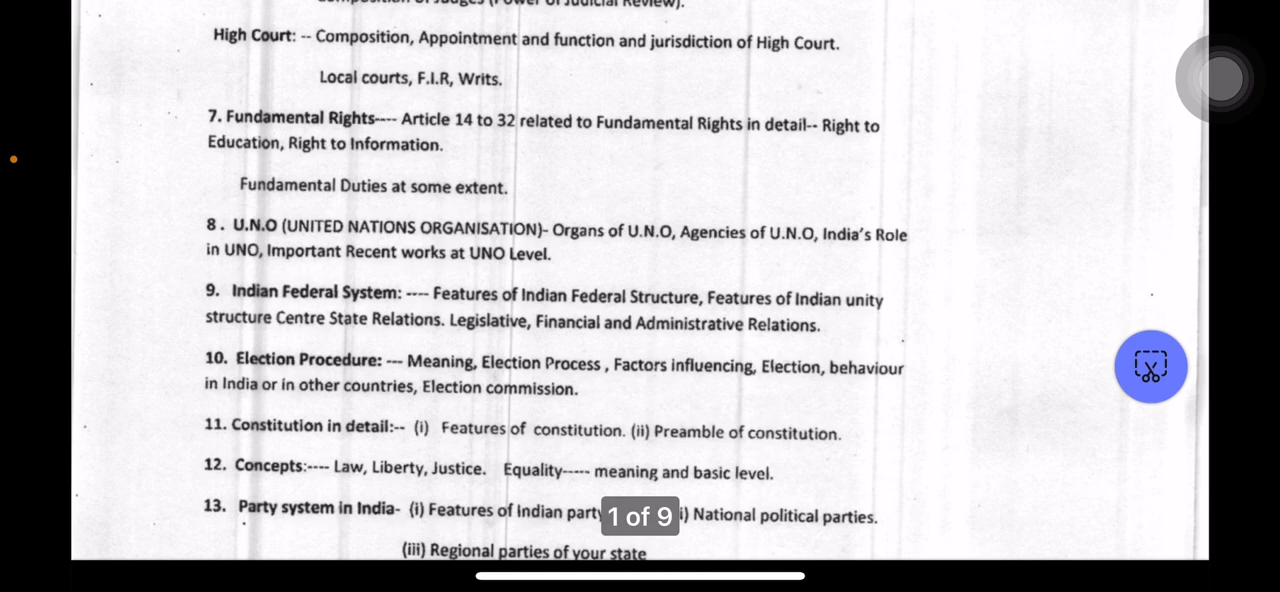 High Court: -- Composition, Appointment and function and jurisdiction of High Court.
Local courts, F.I.R, Writs.
7. Fundamental Rights---- Article 14 to 32 related to Fundamental Rights in detail-- Right to
Education, Right to Information.
Fundamental Duties at some extent.
8 . U.N.O (UNITED NATIONS ORGANISATION)- Organs of U.N.O, Agencies of U.N.O, India's Role
in UNO, Important Recent works at UNO Level.
9. Indian Federal System: ---- Features of Indian Federal Structure, Features of Indian unity
structure Centre State Relations. Legislative, Financial and Administrative Relations.
10. Election Procedure: --- Meaning, Election Process , Factors influencing, Election, behaviour
in India or in other countries, Election commission.
11. Constitution in detail:-- (i) Features of constitution. (ii) Preamble of constitution.
12. Concepts:---- Law, Liberty, Justice. Equality----- meaning and basic level.
13. Party system in India- (i) Features of Indian party i) National political parties.
1 of 9
(iii) Regional parties of your state